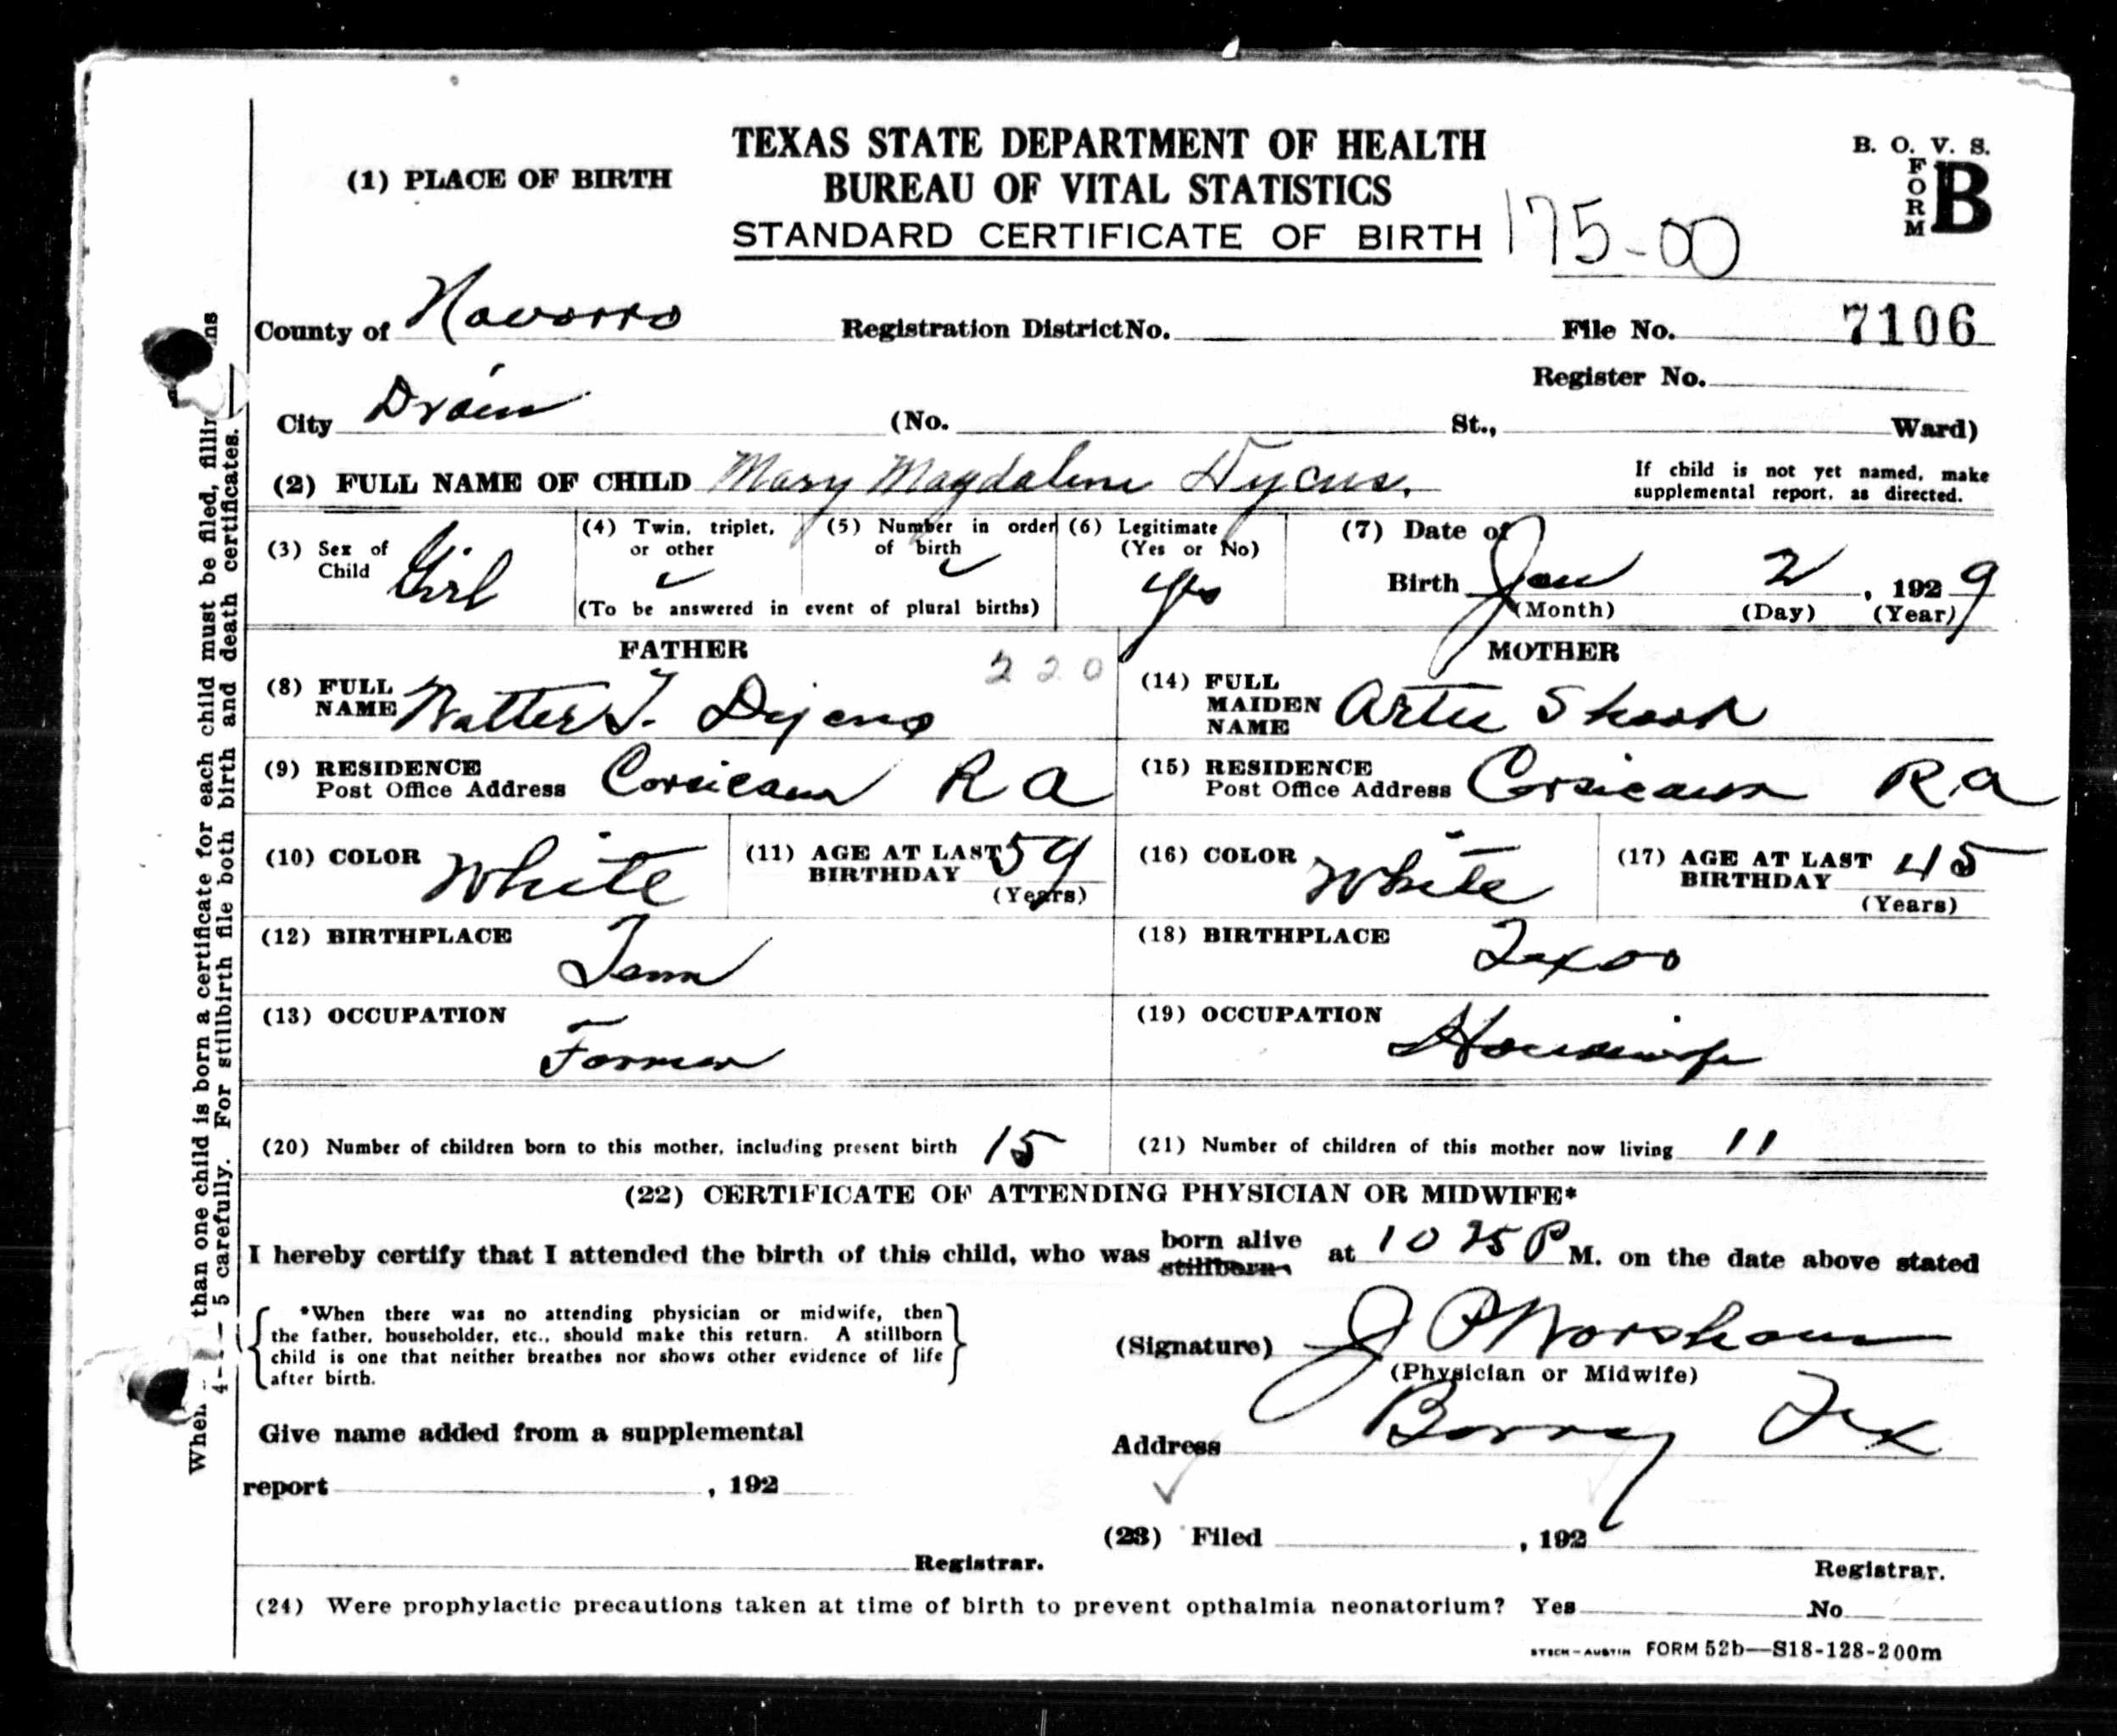 TEXAS STATE DEPARTMENT OF HEALTH
B. O. V. S.
FORM B
(1) PLACE OF BIRTH
BUREAU OF VITAL STATISTICS
STANDARD CERTIFICATE OF BIRTH 175-00
County of Navarro Registration District No. File No. 7106
Register No.
City (No. St., Ward)
(2) FULL NAME OF CHILD Mary Magdalene Dycus.
If child is not yet named, make
supplemental report, as directed.
(3) Sex of
Child Girl
(4) Twin, triplet,
or other
(5) Number in order
of birth
(To be answered in event of plural births)
(6) Legitimate
(Yes or No)
yes
(7) Date of
Birth Jan 2, 1929
(Month) (Day) (Year)
FATHER 220
(8) FULL
NAME Walter T.
(9) RESIDENCE
Post Office Address Corsicana R
(10) COLOR White
(11) AGE AT LAST
BIRTHDAY 59
(Years)
(12) BIRTHPLACE
Tenn
(13) OCCUPATION
Farmer
MOTHER
(14) FULL
MAIDEN
NAME Artie
(15) RESIDENCE
Post Office Address Corsicana R
(16) COLOR White
(17) AGE AT LAST
BIRTHDAY 45
(Years)
(18) BIRTHPLACE
Texas
(19) OCCUPATION
Housewife
(20) Number of children born to this mother, including present birth 15
(21) Number of children of this mother now living 11
(22) CERTIFICATE OF ATTENDING PHYSICIAN OR MIDWIFE*
I hereby certify that I attended the birth of this child, who was born alive stillborn at 10 P M. on the date above stated
*When there was no attending physician or midwife, then
the father, householder, etc., should make this return. A stillborn
child is one that neither breathes nor shows other evidence of life
after birth.
(Signature) J P Worsham
(Physician or Midwife)
Give name added from a supplemental
Address Barry Tex
report , 192
(23) Filed , 192
Registrar.
Registrar.
(24) Were prophylactic precautions taken at time of birth to prevent opthalmia neonatorium? Yes No
STECK-AUSTIN FORM 52b—S18-128-200m
When than one child is born a certificate for each child must be filed,
5 carefully. For stillbirth file both birth and death certificates.